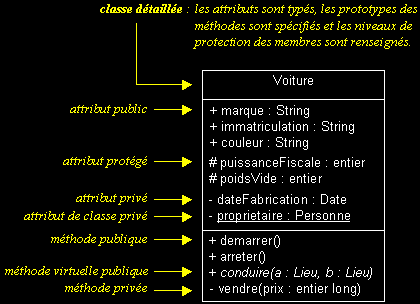 classe détaillée : les attributs sont typés, les prototypes des
méthodes sont spécifiés et les niveaux de
protection des membres sont renseignés.
Voiture
attribut public
+ marque : String
+ immatriculation : String
+ couleur : String
attribut protégé
# puissanceFiscale : entier
# poidsVide : entier
attribut privé
- dateFabrication : Date
attribut de classe privé
- proprietaire : Personne
méthode publique
+ demarrer()
+ arreter()
méthode virtuelle publique
+ conduire(a : Lieu, b : Lieu)
méthode privée
- vendre(prix : entier long)